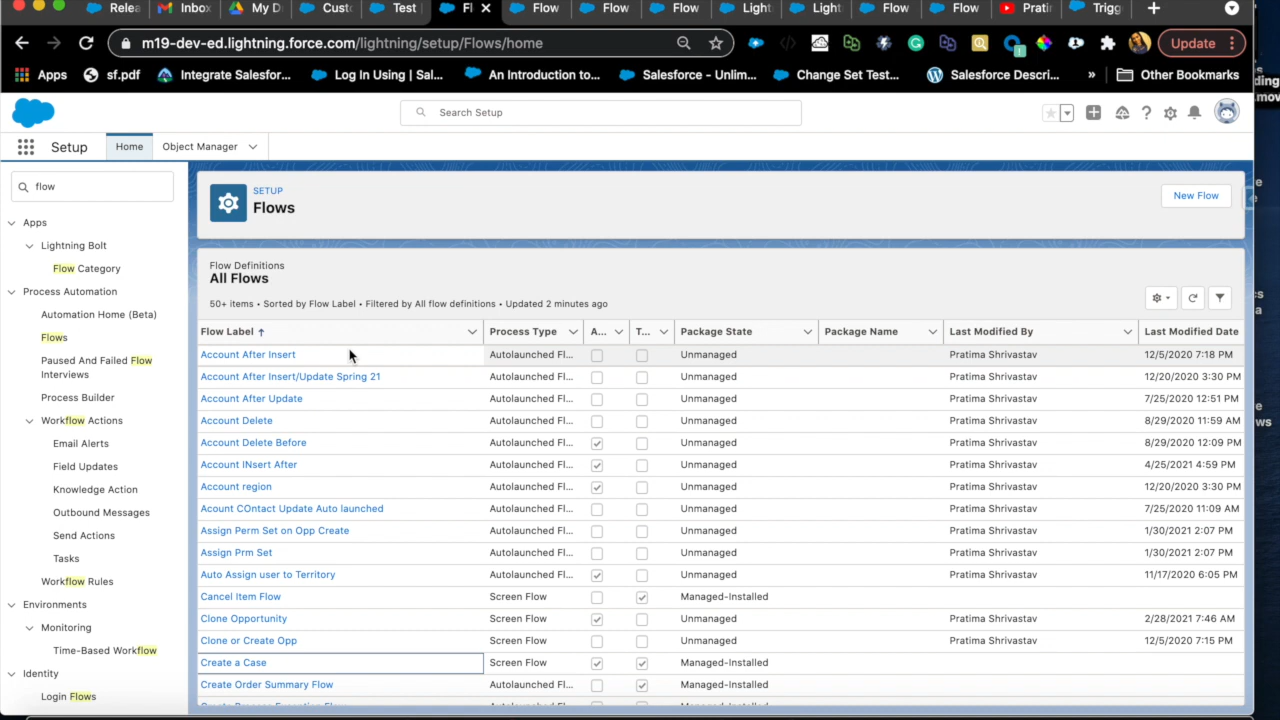 Relea
Inbo
My D
Custo
Test
Fl
Flow
Flow
Flow
Light
Light
Flow
Flow
Prati
Trigg
m19-dev-ed.lightning.force.com/lightning/setup/Flows/home
Update
Apps
sf.pdf
Integrate Salesfor...
Log In Using | Sal...
An Introduction to...
Salesforce - Unlim...
Change Set Test...
Salesforce Descri...
»
Other Bookmarks
Search Setup
Setup
Home
Object Manager
flow
Apps
Lightning Bolt
Flow Category
Process Automation
Automation Home (Beta)
Flows
Paused And Failed Flow
Interviews
Process Builder
Workflow Actions
Email Alerts
Field Updates
Knowledge Action
Outbound Messages
Send Actions
Tasks
Workflow Rules
Environments
Monitoring
Time-Based Workflow
Identity
Login Flows
SETUP
Flows
New Flow
Flow Definitions
All Flows
50+ items • Sorted by Flow Label • Filtered by All flow definitions • Updated 2 minutes ago
Flow Label ↑ Process Type A... T... Package State Package Name Last Modified By Last Modified Date
Account After Insert Autolaunched Fl... Unmanaged Pratima Shrivastav 12/5/2020 7:18 PM
Account After Insert/Update Spring 21 Autolaunched Fl... Unmanaged Pratima Shrivastav 12/20/2020 3:30 PM
Account After Update Autolaunched Fl... Unmanaged Pratima Shrivastav 7/25/2020 12:51 PM
Account Delete Autolaunched Fl... Unmanaged Pratima Shrivastav 8/29/2020 11:59 AM
Account Delete Before Autolaunched Fl... Unmanaged Pratima Shrivastav 8/29/2020 12:09 PM
Account INsert After Autolaunched Fl... Unmanaged Pratima Shrivastav 4/25/2021 4:59 PM
Account region Autolaunched Fl... Unmanaged Pratima Shrivastav 12/20/2020 3:30 PM
Acount COntact Update Auto launched Autolaunched Fl... Unmanaged Pratima Shrivastav 7/25/2020 11:09 AM
Assign Perm Set on Opp Create Autolaunched Fl... Unmanaged Pratima Shrivastav 1/30/2021 2:07 PM
Assign Prm Set Autolaunched Fl... Unmanaged Pratima Shrivastav 1/30/2021 2:07 PM
Auto Assign user to Territory Autolaunched Fl... Unmanaged Pratima Shrivastav 11/17/2020 6:05 PM
Cancel Item Flow Screen Flow Managed-Installed
Clone Opportunity Screen Flow Unmanaged Pratima Shrivastav 2/28/2021 7:46 AM
Clone or Create Opp Screen Flow Unmanaged Pratima Shrivastav 12/5/2020 7:15 PM
Create a Case Screen Flow Managed-Installed
Create Order Summary Flow Autolaunched Fl... Managed-Installed